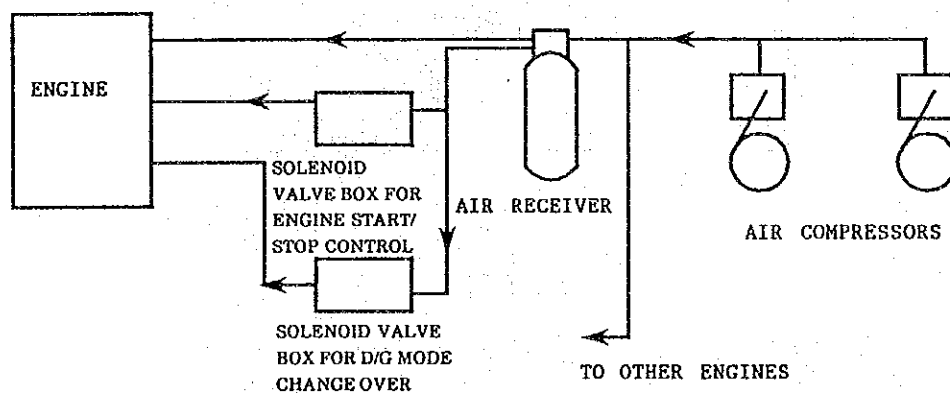 ENGINE
SOLENOID
VALVE BOX FOR
ENGINE START/
STOP CONTROL
AIR RECEIVER
AIR COMPRESSORS
SOLENOID VALVE
BOX FOR D/G MODE
CHANGE OVER
TO OTHER ENGINES